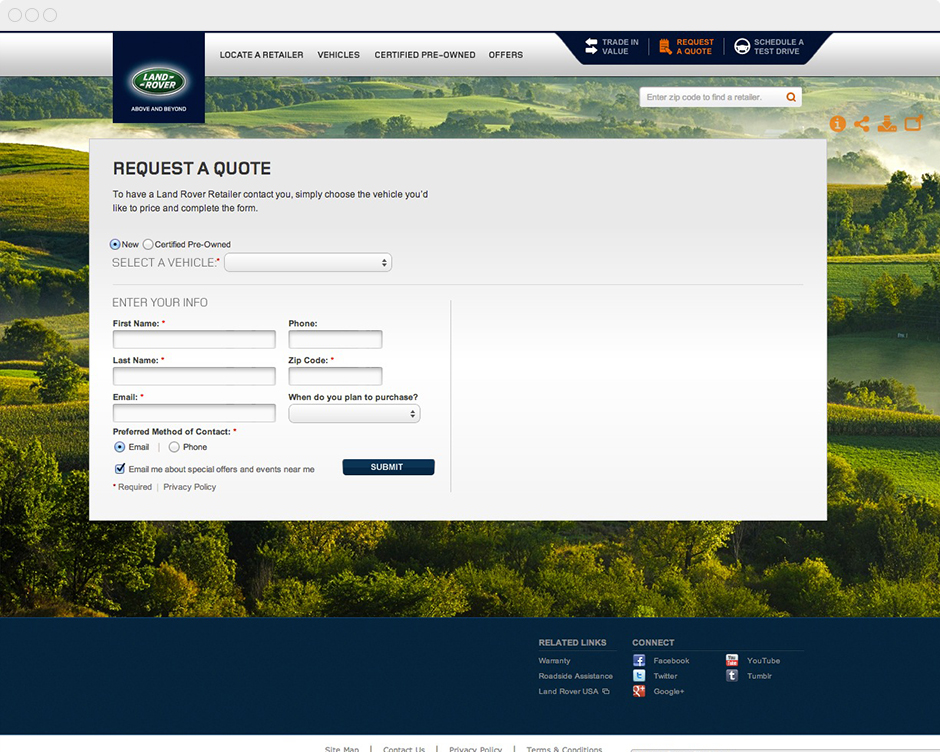 LOCATE A RETAILER VEHICLES CERTIFIED PRE-OWNED OFFERS
TRADE IN
VALUE
REQUEST
A QUOTE
SCHEDULE A
TEST DRIVE
LAND-
-ROVER
ABOVE AND BEYOND
Enter zip code to find a retailer.
REQUEST A QUOTE
To have a Land Rover Retailer contact you, simply choose the vehicle you'd
like to price and complete the form.
New Certified Pre-Owned
SELECT A VEHICLE:*
ENTER YOUR INFO
First Name: * Phone:
Last Name: * Zip Code: *
Email: * When do you plan to purchase?
Preferred Method of Contact: *
Email | Phone
Email me about special offers and events near me
SUBMIT
* Required | Privacy Policy
RELATED LINKS
Warranty
Roadside Assistance
Land Rover USA
CONNECT
Facebook
Twitter
Google+
YouTube
Tumblr
Site Map | Contact Us | Privacy Policy | Terms & Conditions